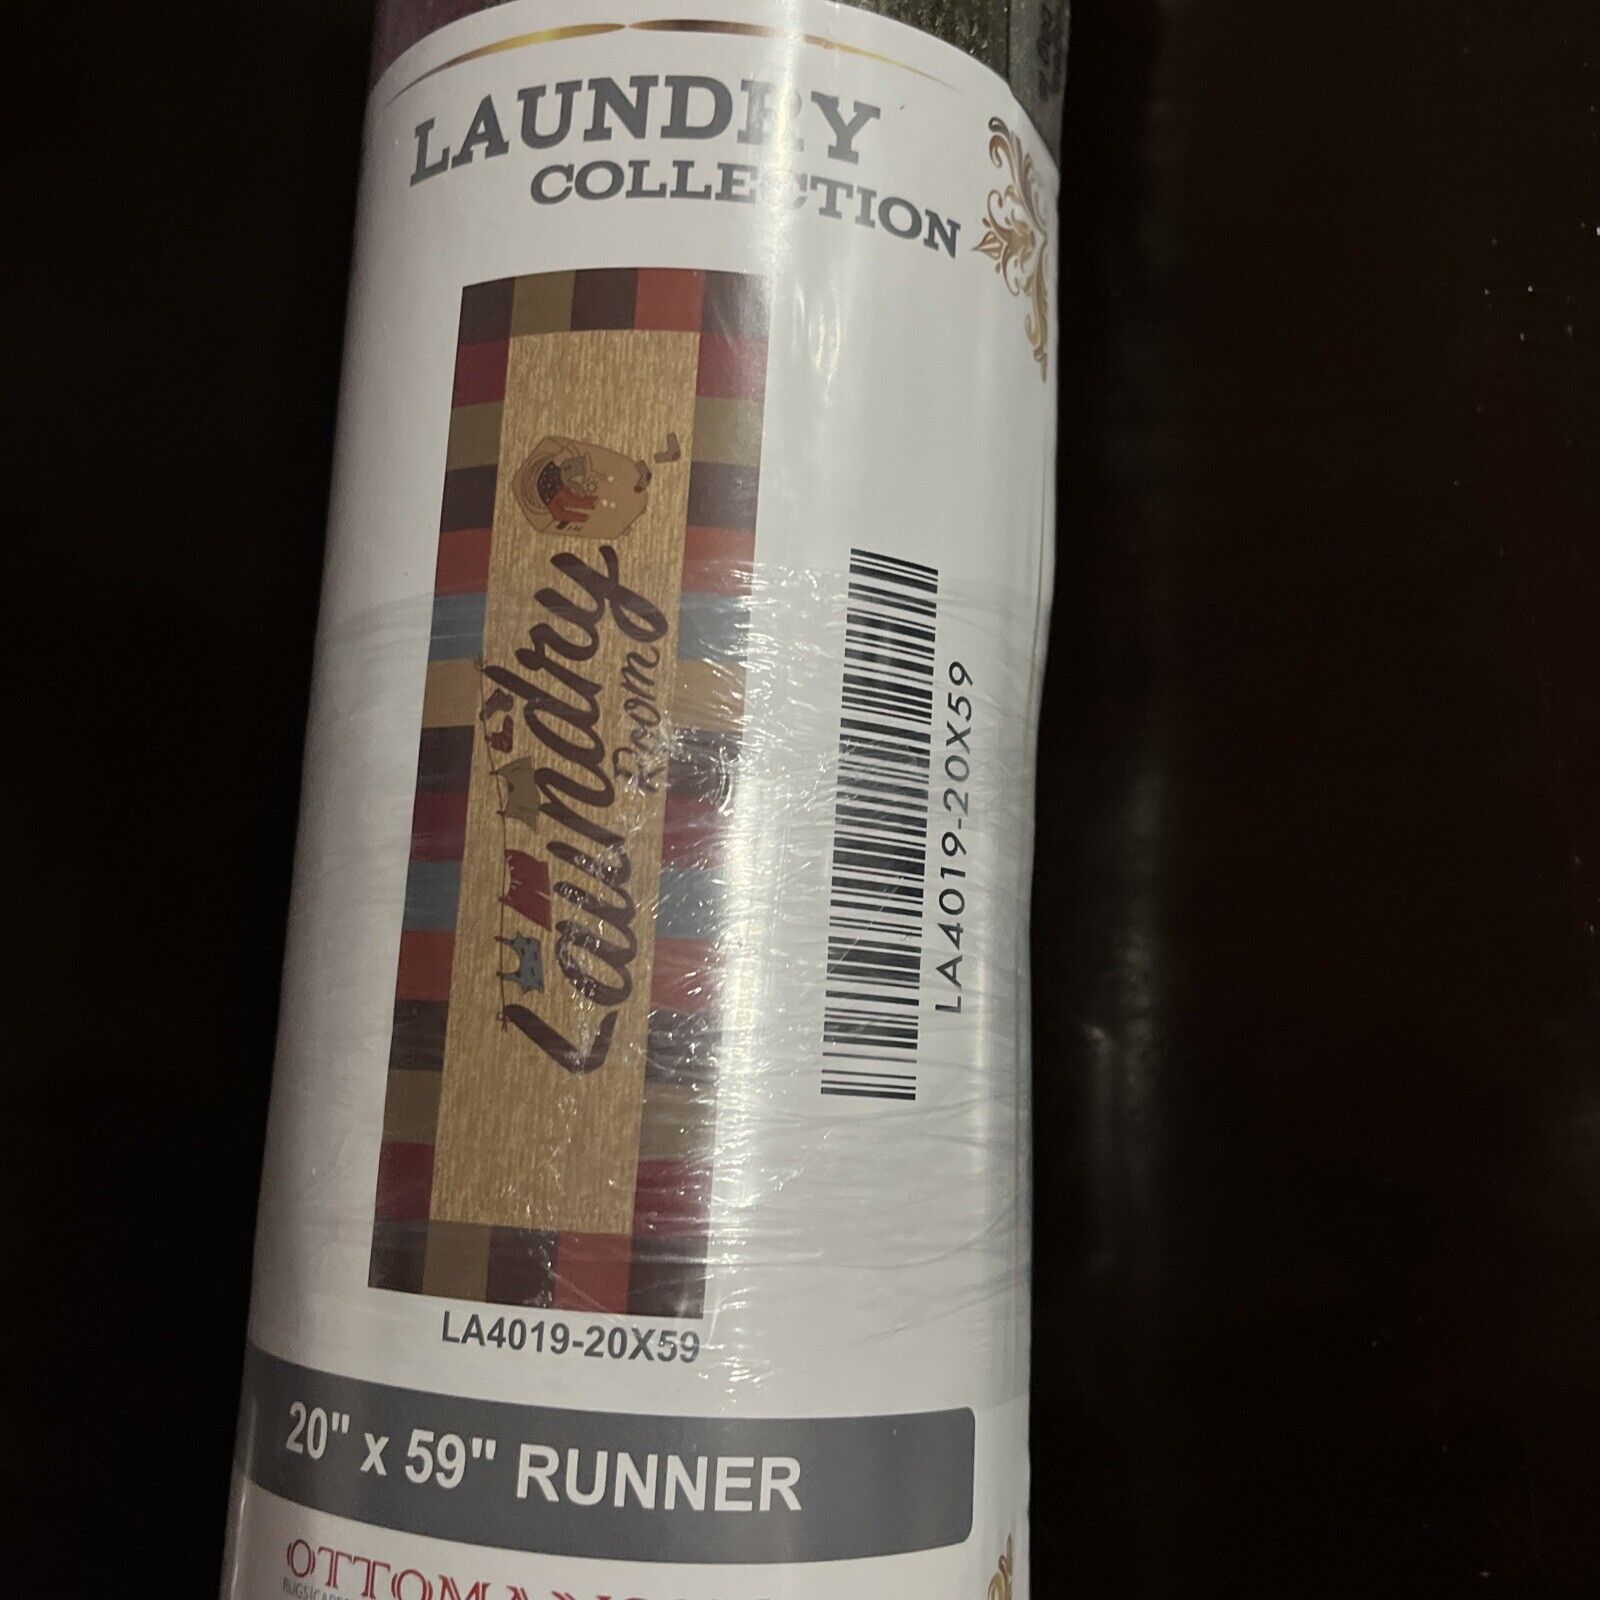 LAUNDRY
COLLECTION
Laundry
Room
LA4019-20X59
LA4019-20X59
20" x 59" RUNNER